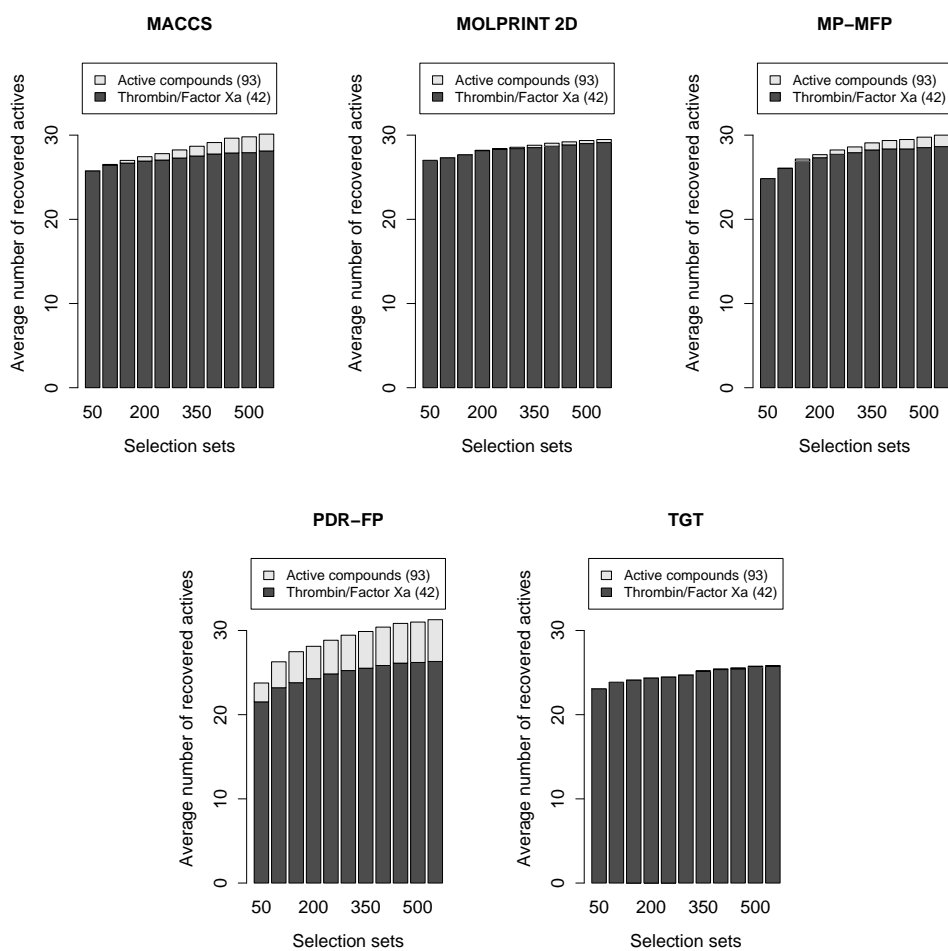 MACCS
Active compounds (93)
Thrombin/Factor Xa (42)
Average number of recovered actives
0
10
20
30
50
200
350
500
Selection sets
MOLPRINT 2D
Active compounds (93)
Thrombin/Factor Xa (42)
Average number of recovered actives
0
10
20
30
50
200
350
500
Selection sets
MP−MFP
Active compounds (93)
Thrombin/Factor Xa (42)
Average number of recovered actives
0
10
20
30
50
200
350
500
Selection sets
PDR−FP
Active compounds (93)
Thrombin/Factor Xa (42)
Average number of recovered actives
0
10
20
30
50
200
350
500
Selection sets
TGT
Active compounds (93)
Thrombin/Factor Xa (42)
Average number of recovered actives
0
10
20
30
50
200
350
500
Selection sets